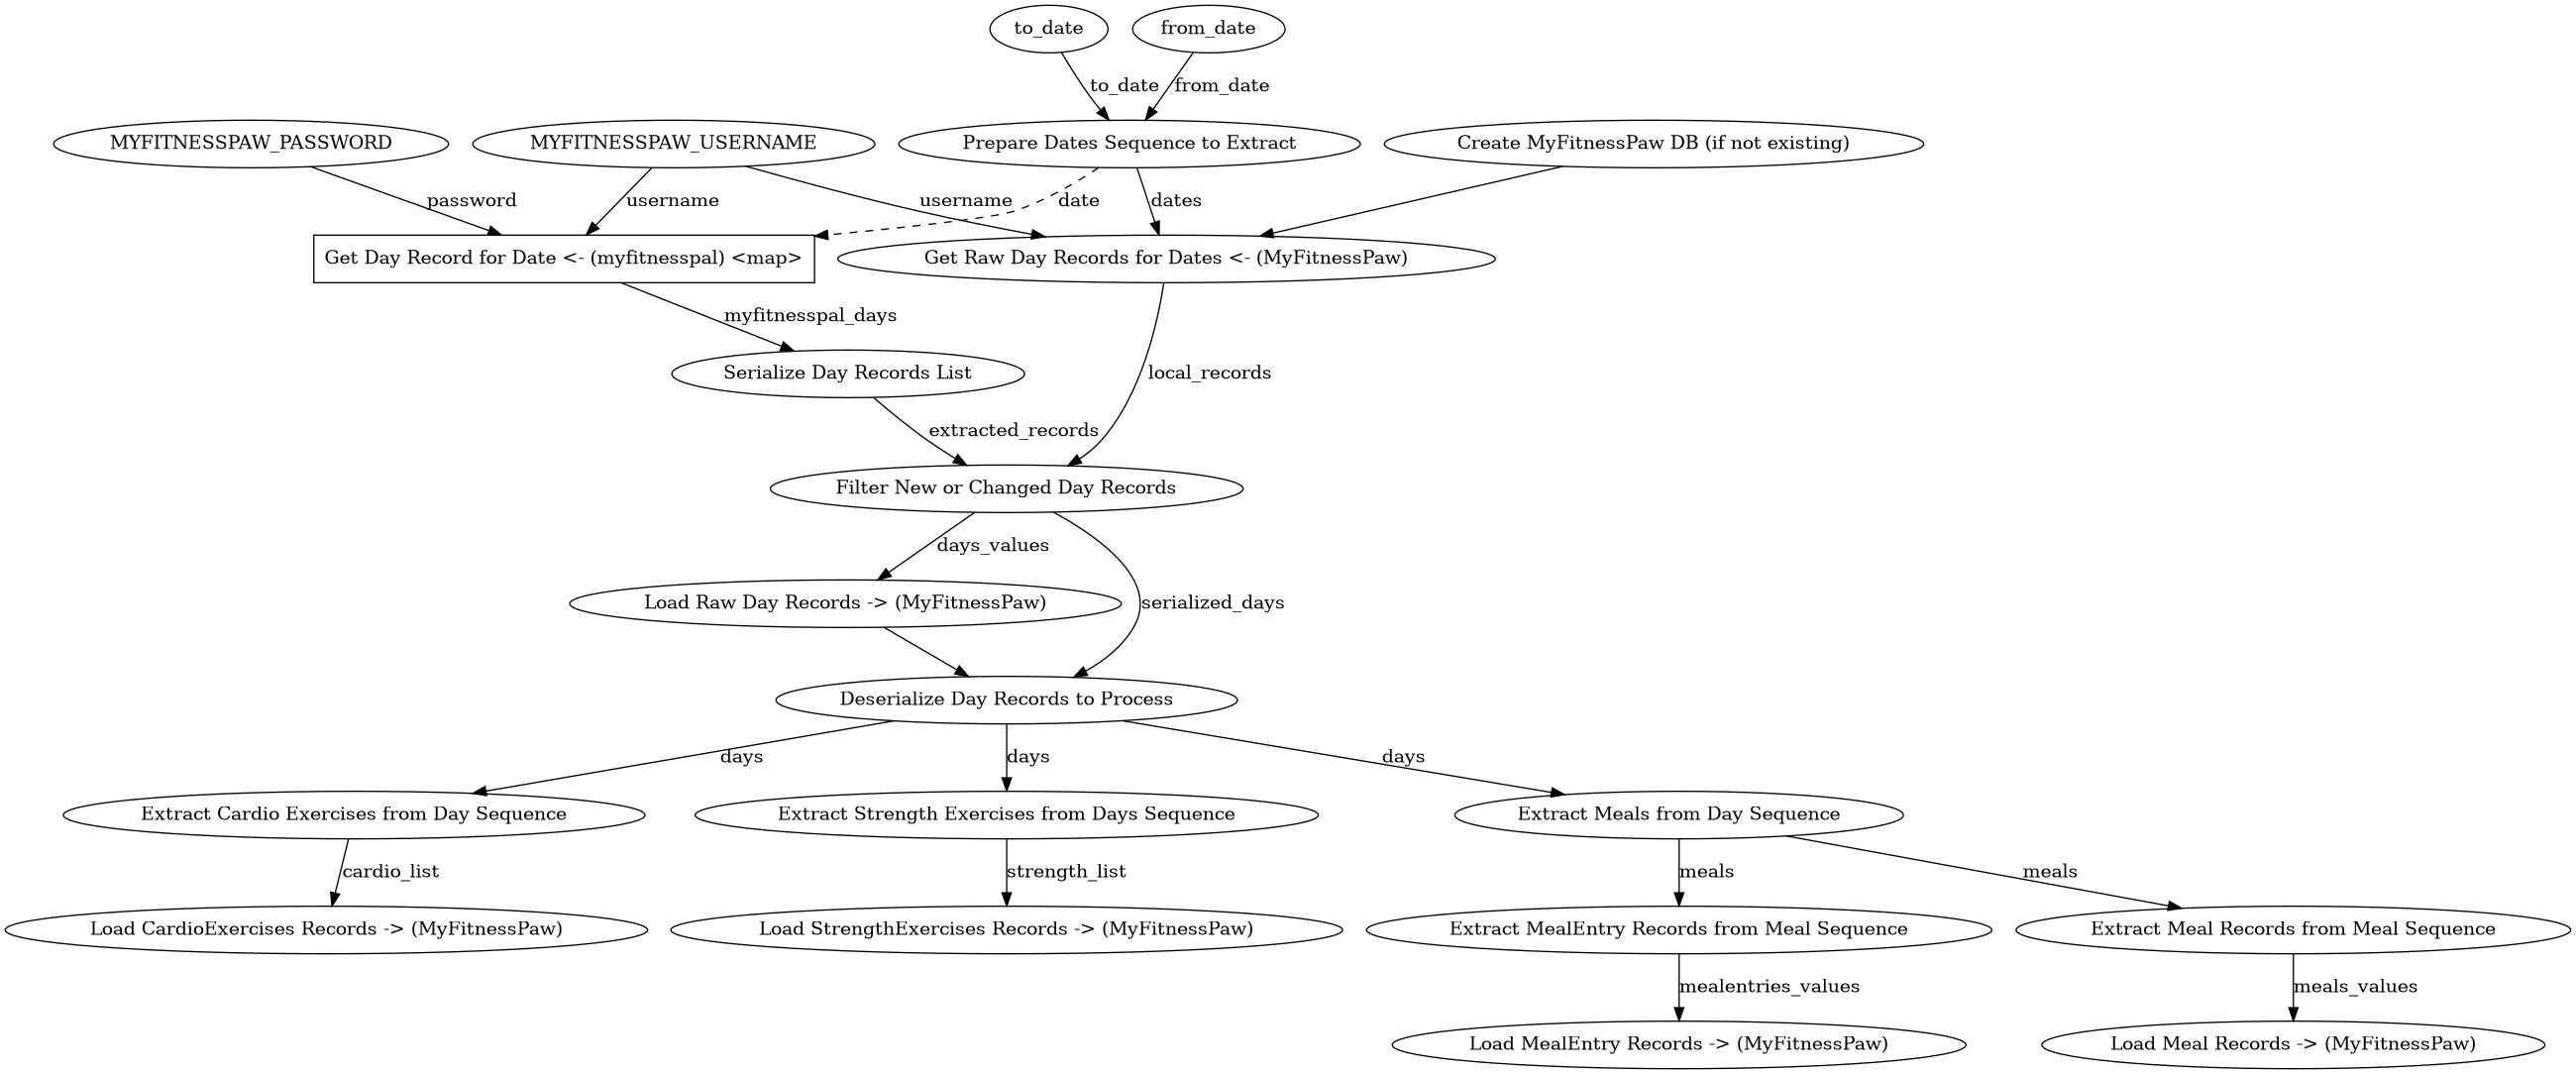 to_date
from_date
to_date
from_date
MYFITNESSPAW_PASSWORD
MYFITNESSPAW_USERNAME
Prepare Dates Sequence to Extract
Create MyFitnessPaw DB (if not existing)
password
username
username
date
dates
Get Day Record for Date <- (myfitnesspal) <map>
Get Raw Day Records for Dates <- (MyFitnessPaw)
myfitnesspal_days
Serialize Day Records List
local_records
extracted_records
Filter New or Changed Day Records
days_values
Load Raw Day Records -> (MyFitnessPaw)
serialized_days
Deserialize Day Records to Process
days
days
days
Extract Cardio Exercises from Day Sequence
Extract Strength Exercises from Days Sequence
Extract Meals from Day Sequence
cardio_list
strength_list
meals
meals
Load CardioExercises Records -> (MyFitnessPaw)
Load StrengthExercises Records -> (MyFitnessPaw)
Extract MealEntry Records from Meal Sequence
Extract Meal Records from Meal Sequence
mealentries_values
meals_values
Load MealEntry Records -> (MyFitnessPaw)
Load Meal Records -> (MyFitnessPaw)